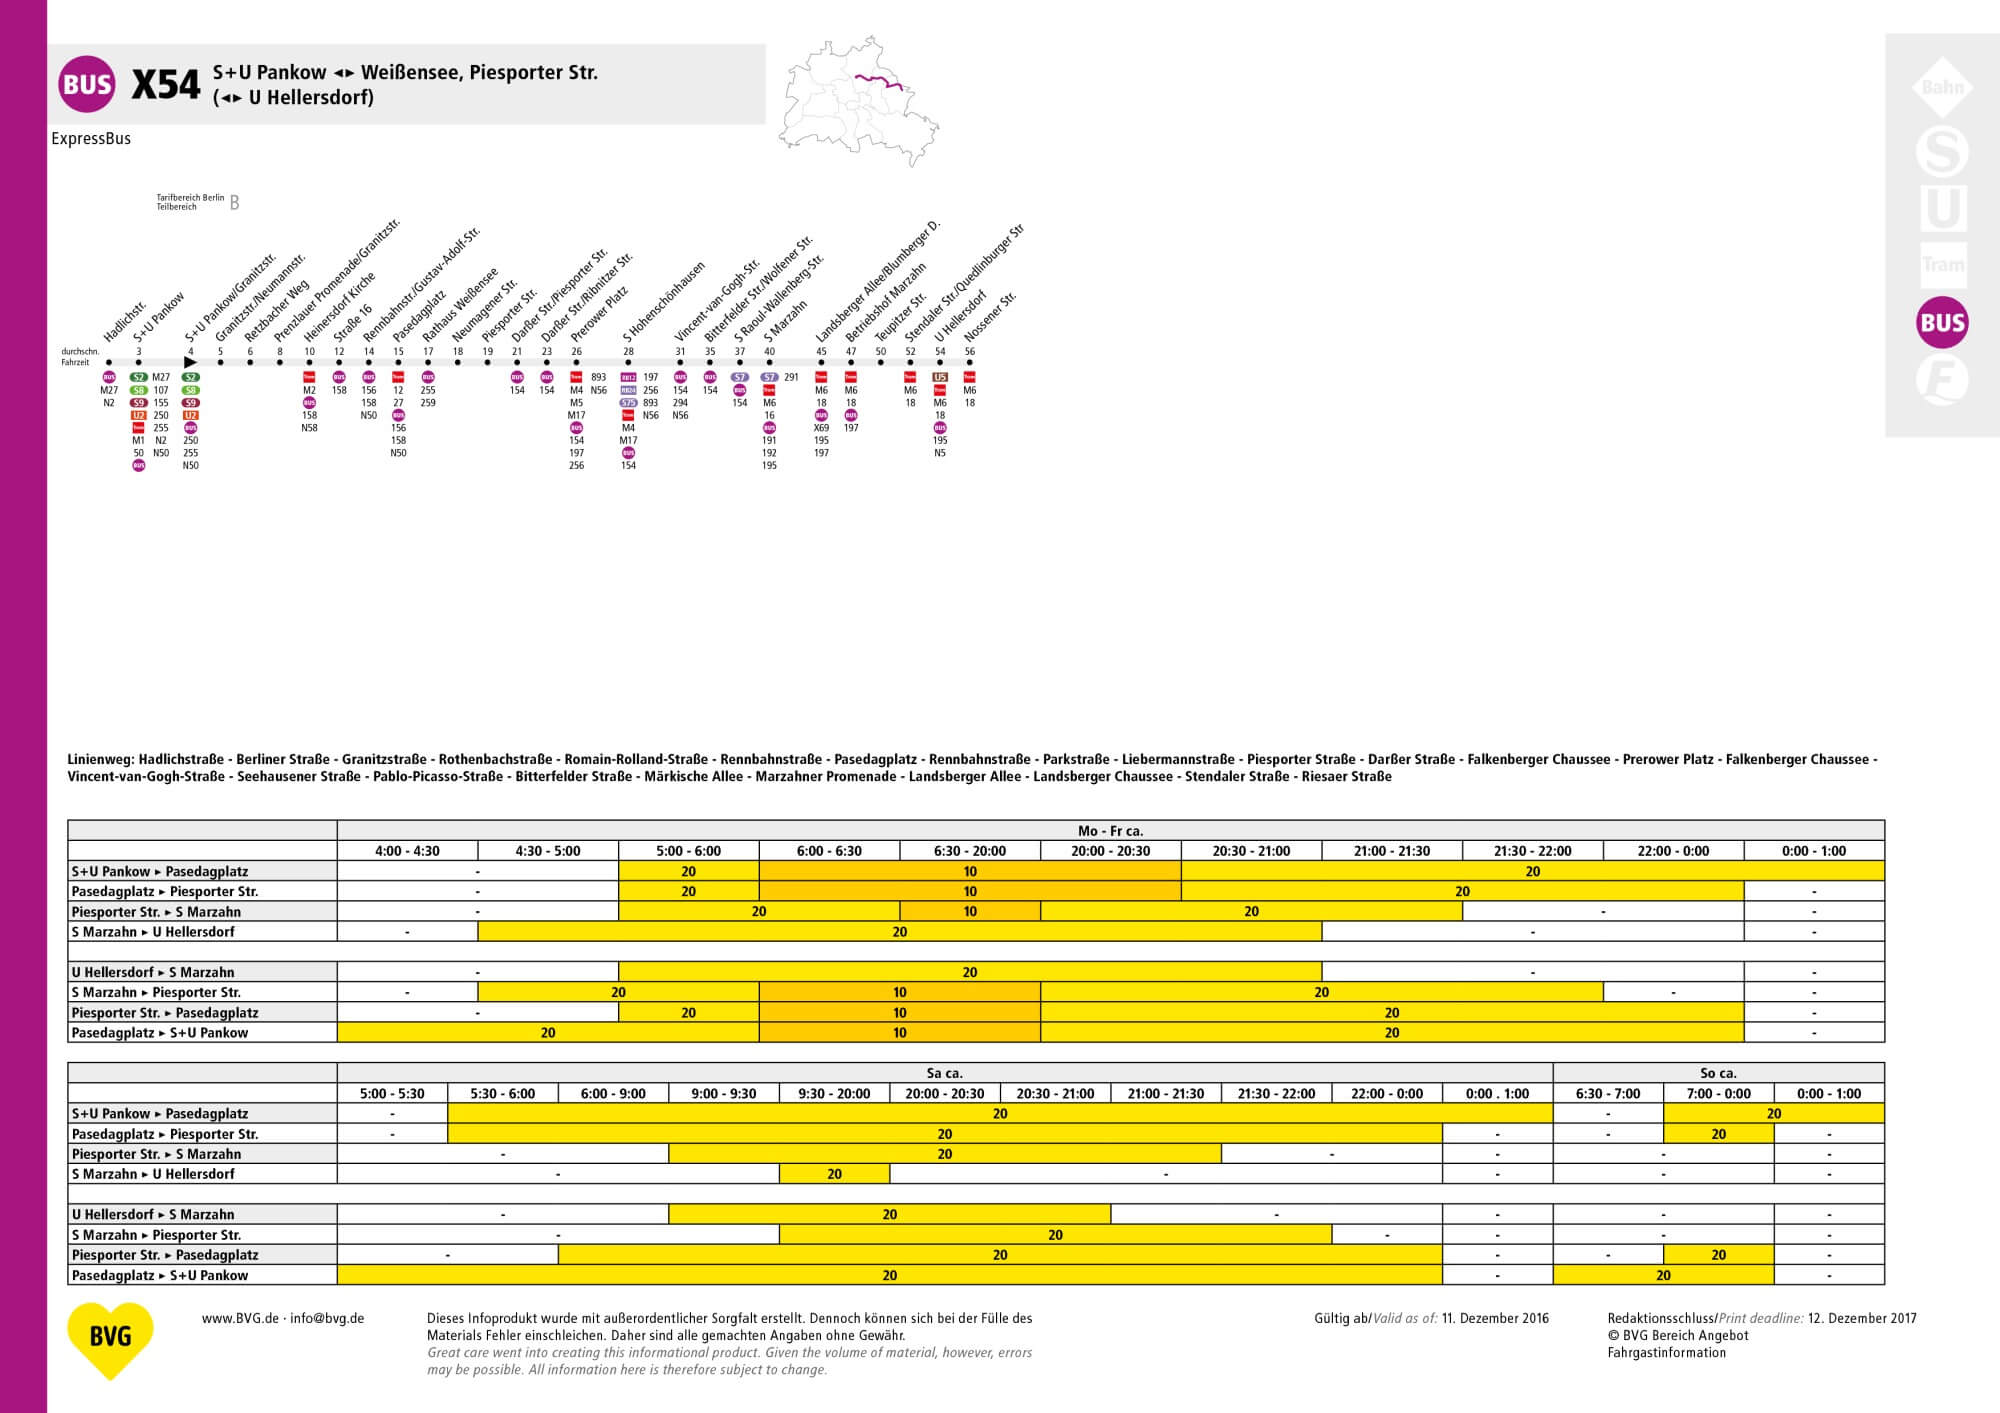 BUS X54 S+U Pankow ◄► Weißensee, Piesporter Str.
(◄► U Hellersdorf)
ExpressBus
Bahn
S
U
Tram
BUS
F
Tarifbereich Berlin
Teilbereich B
Hadlichstr.
S+U Pankow
S+U Pankow/Granitzstr.
Granitzstr./Neumannstr.
Retzbacher Weg
Prenzlauer Promenade/Granitzstr.
Heinersdorf Kirche
Straße 16
Rennbahnstr./Gustav-Adolf-Str.
Pasedagplatz
Rathaus Weißensee
Neumagener Str.
Piesporter Str.
Darßer Str./Piesporter Str.
Darßer Str./Ribnitzer Str.
Prerower Platz
S Hohenschönhausen
Vincent-van-Gogh-Str.
Bitterfelder Str./Wolfener Str.
S Raoul-Wallenberg-Str.
S Marzahn
Landsberger Allee/Blumberger D.
Betriebshof Marzahn
Teupitzer Str.
Stendaler Str./Quedlinburger Str
U Hellersdorf
Nossener Str.
durchschn. 3 4 5 6 8 10 12 14 15 17 18 19 21 23 26 28 31 35 37 40 45 47 50 52 54 56
Fahrzeit
BUS S2 M27 S2 Tram BUS BUS Tram BUS BUS BUS Tram 893 RB12 197 BUS BUS S7 S7 291 Tram Tram Tram U5 Tram
M27 S8 107 S8 M2 158 156 12 255 154 154 M4 N56 RB24 256 154 154 BUS Tram M6 M6 M6 Tram M6
N2 S9 155 S9 BUS 158 27 259 M5 S75 893 294 154 M6 18 18 18 M6 18
U2 250 U2 158 N50 BUS M17 Tram N56 N56 16 BUS BUS 18
Tram 255 BUS N58 156 BUS M4 BUS X69 197 BUS
M1 N2 250 158 154 M17 191 195 195
50 N50 255 N50 197 BUS 192 197 N5
BUS N50 256 154 195
Linienweg: Hadlichstraße - Berliner Straße - Granitzstraße - Rothenbachstraße - Romain-Rolland-Straße - Rennbahnstraße - Pasedagplatz - Rennbahnstraße - Parkstraße - Liebermannstraße - Piesporter Straße - Darßer Straße - Falkenberger Chaussee - Prerower Platz - Falkenberger Chaussee -
Vincent-van-Gogh-Straße - Seehausener Straße - Pablo-Picasso-Straße - Bitterfelder Straße - Märkische Allee - Marzahner Promenade - Landsberger Allee - Landsberger Chaussee - Stendaler Straße - Riesaer Straße
Mo - Fr ca.
4:00 - 4:30 4:30 - 5:00 5:00 - 6:00 6:00 - 6:30 6:30 - 20:00 20:00 - 20:30 20:30 - 21:00 21:00 - 21:30 21:30 - 22:00 22:00 - 0:00 0:00 - 1:00
S+U Pankow ► Pasedagplatz - 20 10 20
Pasedagplatz ► Piesporter Str. - 20 10 20 -
Piesporter Str. ► S Marzahn - 20 10 20 - -
S Marzahn ► U Hellersdorf - 20 - -
U Hellersdorf ► S Marzahn - 20 - -
S Marzahn ► Piesporter Str. - 20 10 20 - -
Piesporter Str. ► Pasedagplatz - 20 10 20 -
Pasedagplatz ► S+U Pankow 20 10 20 -
Sa ca. So ca.
5:00 - 5:30 5:30 - 6:00 6:00 - 9:00 9:00 - 9:30 9:30 - 20:00 20:00 - 20:30 20:30 - 21:00 21:00 - 21:30 21:30 - 22:00 22:00 - 0:00 0:00 . 1:00 6:30 - 7:00 7:00 - 0:00 0:00 - 1:00
S+U Pankow ► Pasedagplatz - 20 - 20
Pasedagplatz ► Piesporter Str. - 20 - - 20 -
Piesporter Str. ► S Marzahn - 20 - - - -
S Marzahn ► U Hellersdorf - 20 - - - -
U Hellersdorf ► S Marzahn - 20 - - - -
S Marzahn ► Piesporter Str. - 20 - - - -
Piesporter Str. ► Pasedagplatz - 20 - - 20 -
Pasedagplatz ► S+U Pankow 20 - 20 -
BVG
www.BVG.de · info@bvg.de
Dieses Infoprodukt wurde mit außerordentlicher Sorgfalt erstellt. Dennoch können sich bei der Fülle des
Materials Fehler einschleichen. Daher sind alle gemachten Angaben ohne Gewähr.
Great care went into creating this informational product. Given the volume of material, however, errors
may be possible. All information here is therefore subject to change.
Gültig ab/Valid as of: 11. Dezember 2016
Redaktionsschluss/Print deadline: 12. Dezember 2017
© BVG Bereich Angebot
Fahrgastinformation